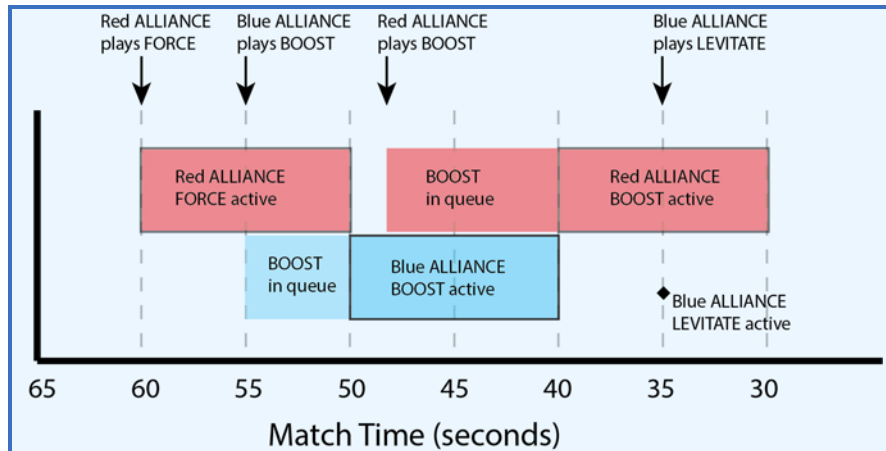 Red ALLIANCE
plays FORCE
Blue ALLIANCE
plays BOOST
Red ALLIANCE
plays BOOST
Blue ALLIANCE
plays LEVITATE
Red ALLIANCE
FORCE active
BOOST
in queue
Red ALLIANCE
BOOST active
BOOST
in queue
Blue ALLIANCE
BOOST active
Blue ALLIANCE
LEVITATE active
65 60 55 50 45 40 35 30
Match Time (seconds)